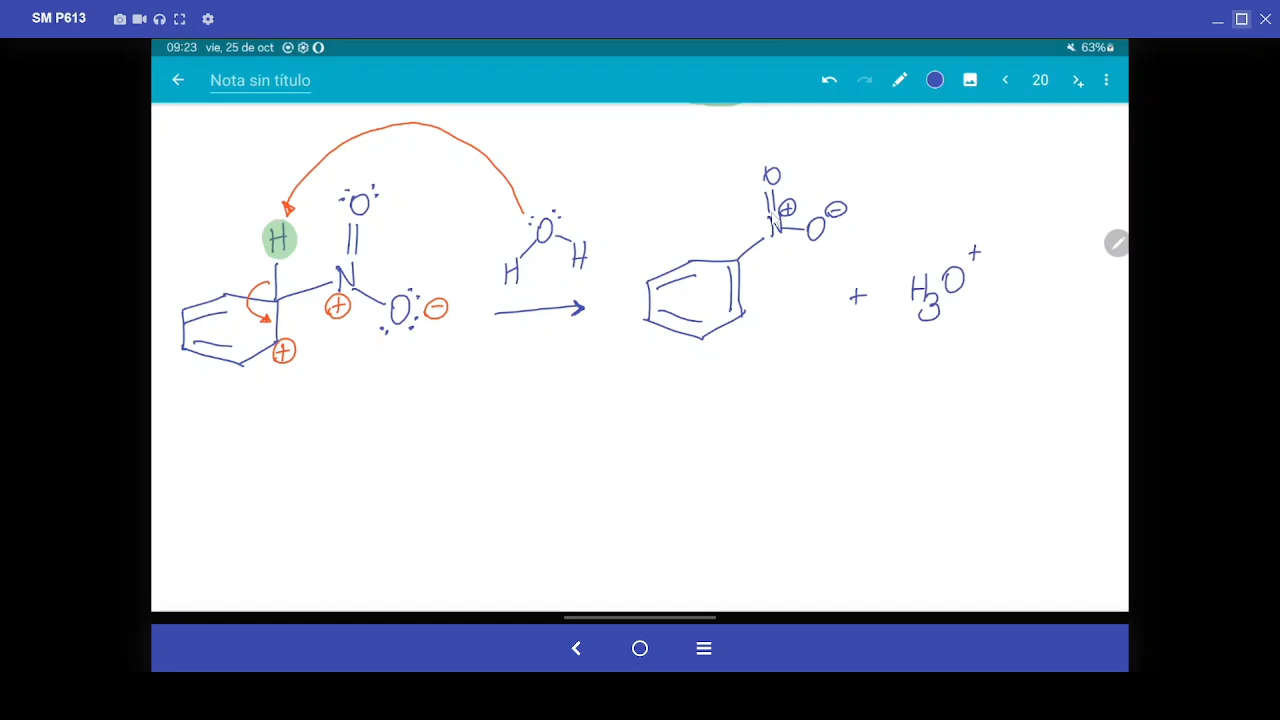 SM P613
09:23 vie, 25 de oct 63%
Nota sin título 20
O
O ⊕ ⊖
H O N O
N O H H + H₃O⁺
⊕ ⊖
⊕